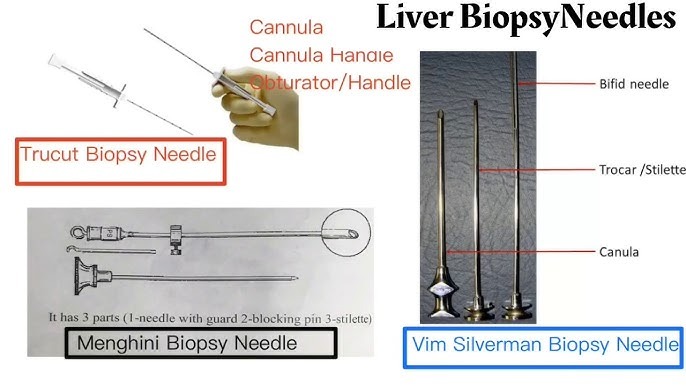 Liver BiopsyNeedles
Cannula
Cannula Handle
Obturator/Handle
Trucut Biopsy Needle
Bifid needle
Trocar /Stilette
Canula
It has 3 parts (1-needle with guard 2-blocking pin 3-stilette)
Menghini Biopsy Needle
Vim Silverman Biopsy Needle